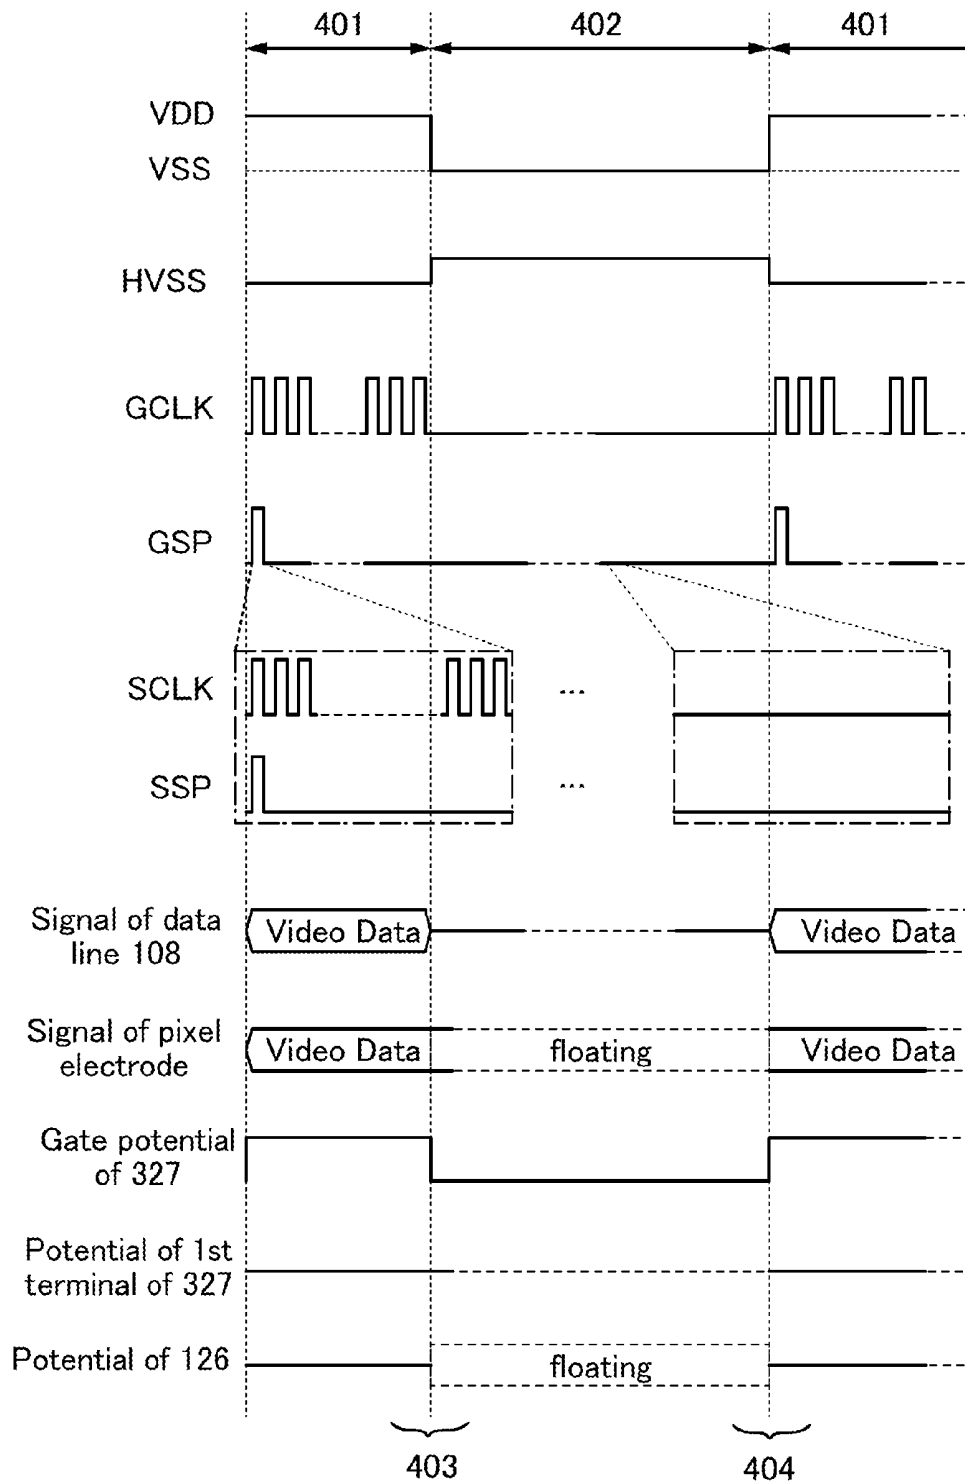 401
402
401
VDD
VSS
HVSS
GCLK
GSP
SCLK
...
SSP
...
Signal of data
line 108
Video Data
Video Data
Signal of pixel
electrode
Video Data
floating
Video Data
Gate potential
of 327
Potential of 1st
terminal of 327
Potential of 126
floating
403
404